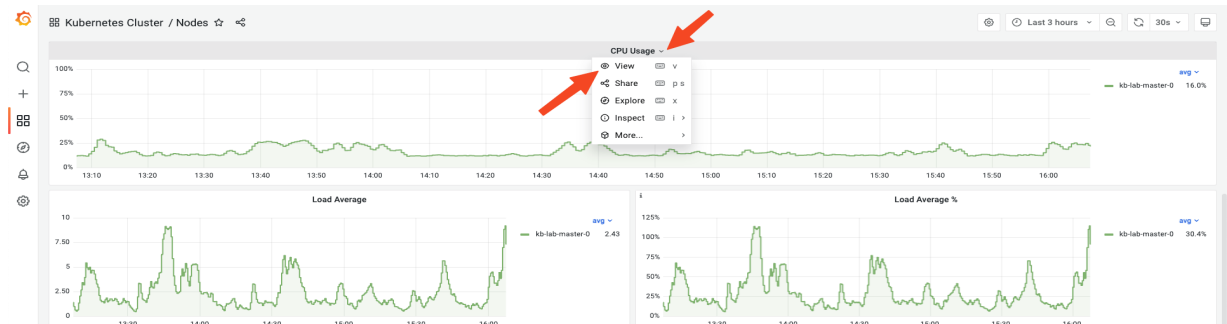 Kubernetes Cluster / Nodes
Last 3 hours
30s
CPU Usage
View v
Share p s
Explore x
Inspect i
More...
100%
75%
50%
25%
0%
13:10 13:20 13:30 13:40 13:50 14:00 14:10 14:20 14:30 14:40 14:50 15:00 15:10 15:20 15:30 15:40 15:50 16:00
avg
kb-lab-master-0 16.0%
Load Average
10
7.50
5
2.50
0
13:30 14:00 14:30 15:00 15:30 16:00
avg
kb-lab-master-0 2.43
i
Load Average %
125%
100%
75%
50%
25%
0%
13:30 14:00 14:30 15:00 15:30 16:00
avg
kb-lab-master-0 30.4%